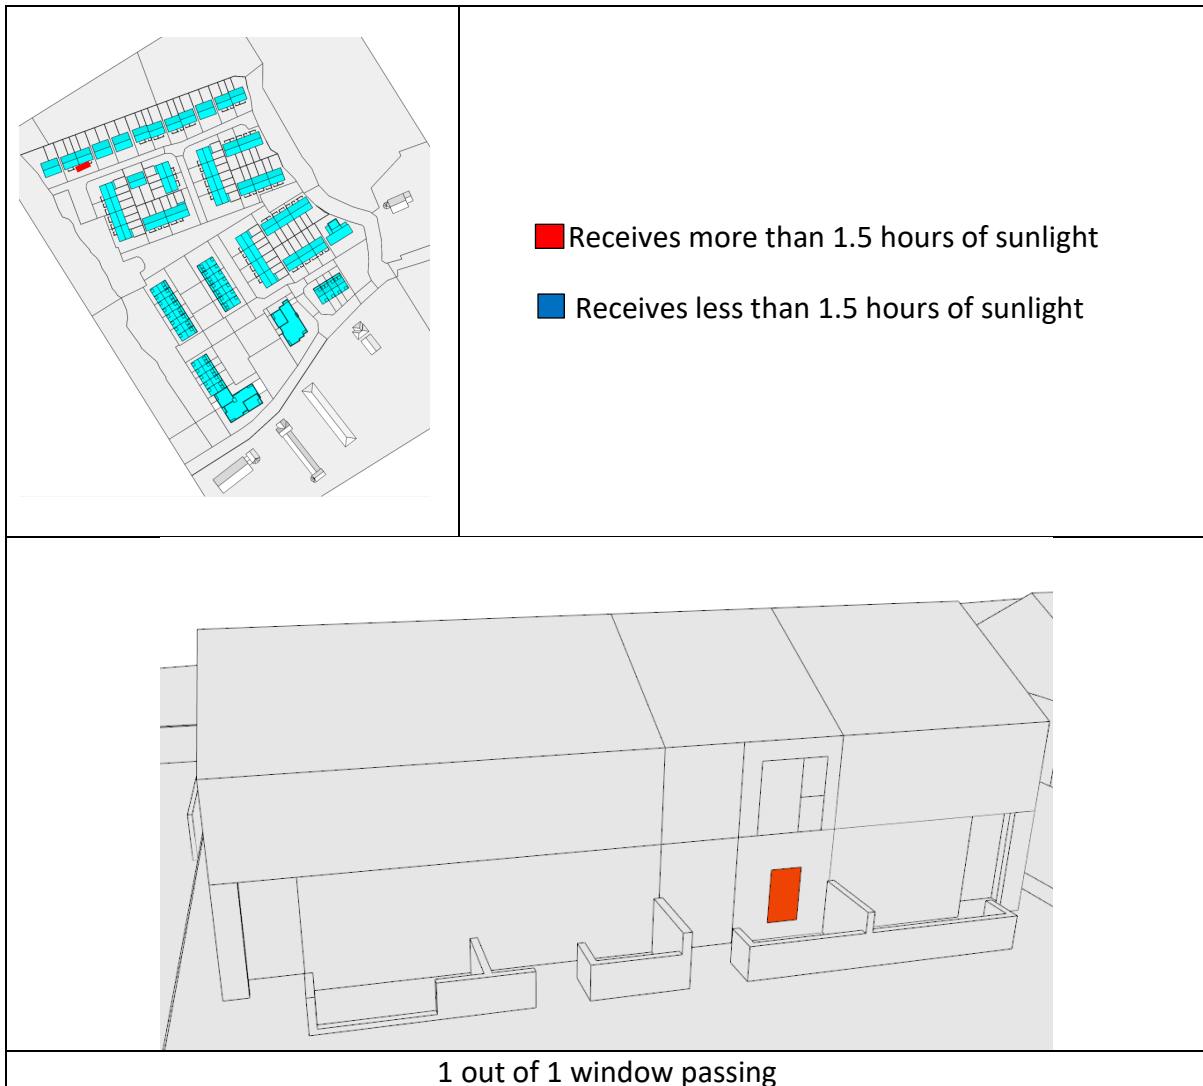 Receives more than 1.5 hours of sunlight
Receives less than 1.5 hours of sunlight
1 out of 1 window passing